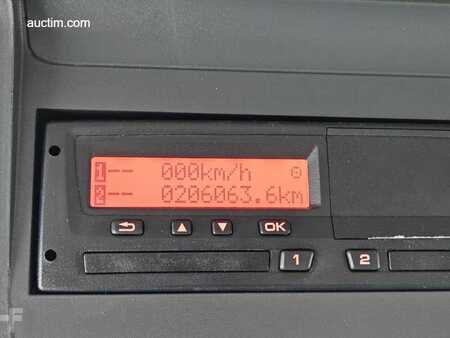 auctim.com
1 -- 000km/h
2 -- 0206063.6km
OK
1 2